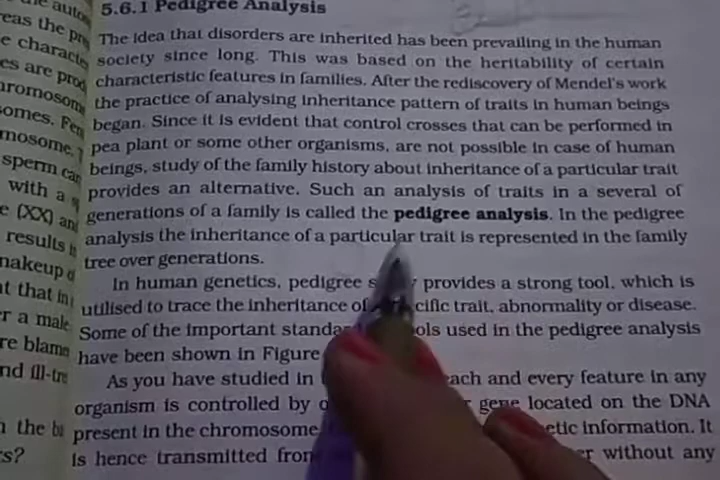 5.6.1 Pedigree Analysis
The idea that disorders are inherited has been prevailing in the human
society since long. This was based on the heritability of certain
characteristic features in families. After the rediscovery of Mendel's work
the practice of analysing inheritance pattern of traits in human beings
began. Since it is evident that control crosses that can be performed in
pea plant or some other organisms, are not possible in case of human
beings, study of the family history about inheritance of a particular trait
provides an alternative. Such an analysis of traits in a several of
generations of a family is called the pedigree analysis. In the pedigree
analysis the inheritance of a particular trait is represented in the family
tree over generations.
In human genetics, pedigree provides a strong tool, which is
utilised to trace the inheritance of cific trait, abnormality or disease.
Some of the important standa ols used in the pedigree analysis
have been shown in Figure
As you have studied in each and every feature in any
organism is controlled by gene located on the DNA
present in the chromosome etic information. It
is hence transmitted from without any